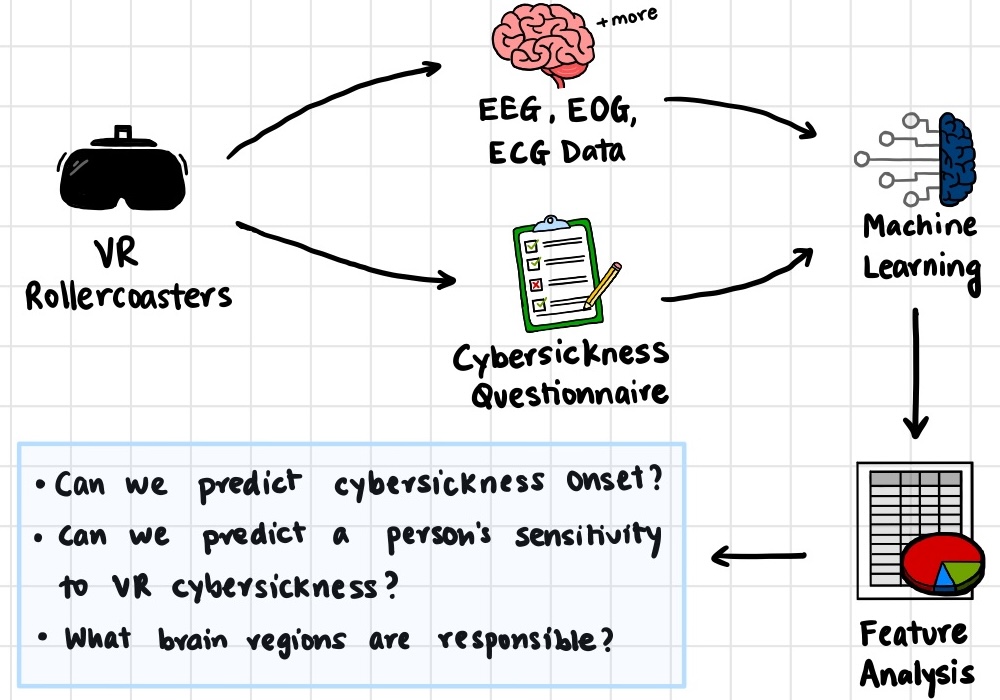 +more
EEG, EOG,
ECG Data
VR
Rollercoasters
Cybersickness
Questionnaire
Machine
Learning
Feature
Analysis
• Can we predict cybersickness onset?
• Can we predict a person's sensitivity
to VR cybersickness?
• What brain regions are responsible?